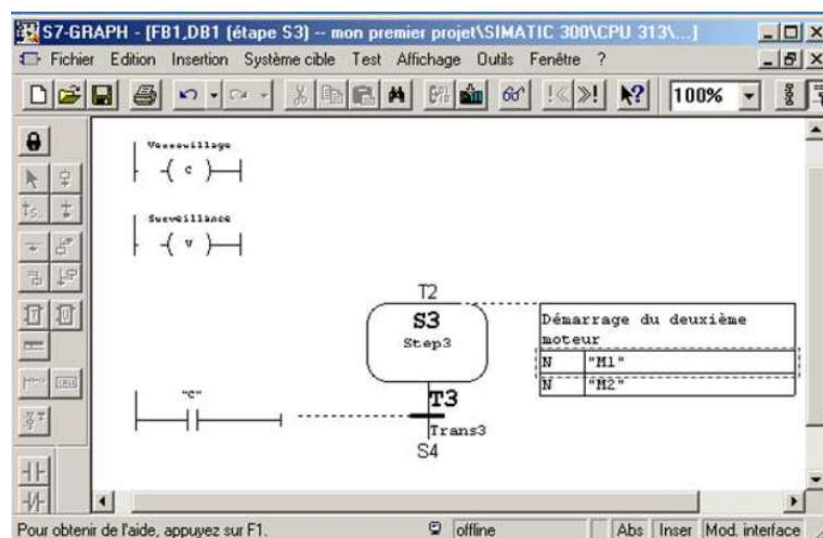 S7-GRAPH - [FB1,DB1 (étape S3) -- mon premier projet\SIMATIC 300\CPU 313\...]
Fichier Edition Insertion Système cible Test Affichage Outils Fenêtre ?
100%
Verrouillage
( c )
Surveillance
( v )
T2
S3
Step3
Démarrage du deuxième
moteur
N "M1"
N "M2"
"C"
T3
Trans3
S4
Pour obtenir de l'aide, appuyez sur F1. offline Abs Inser Mod. interface